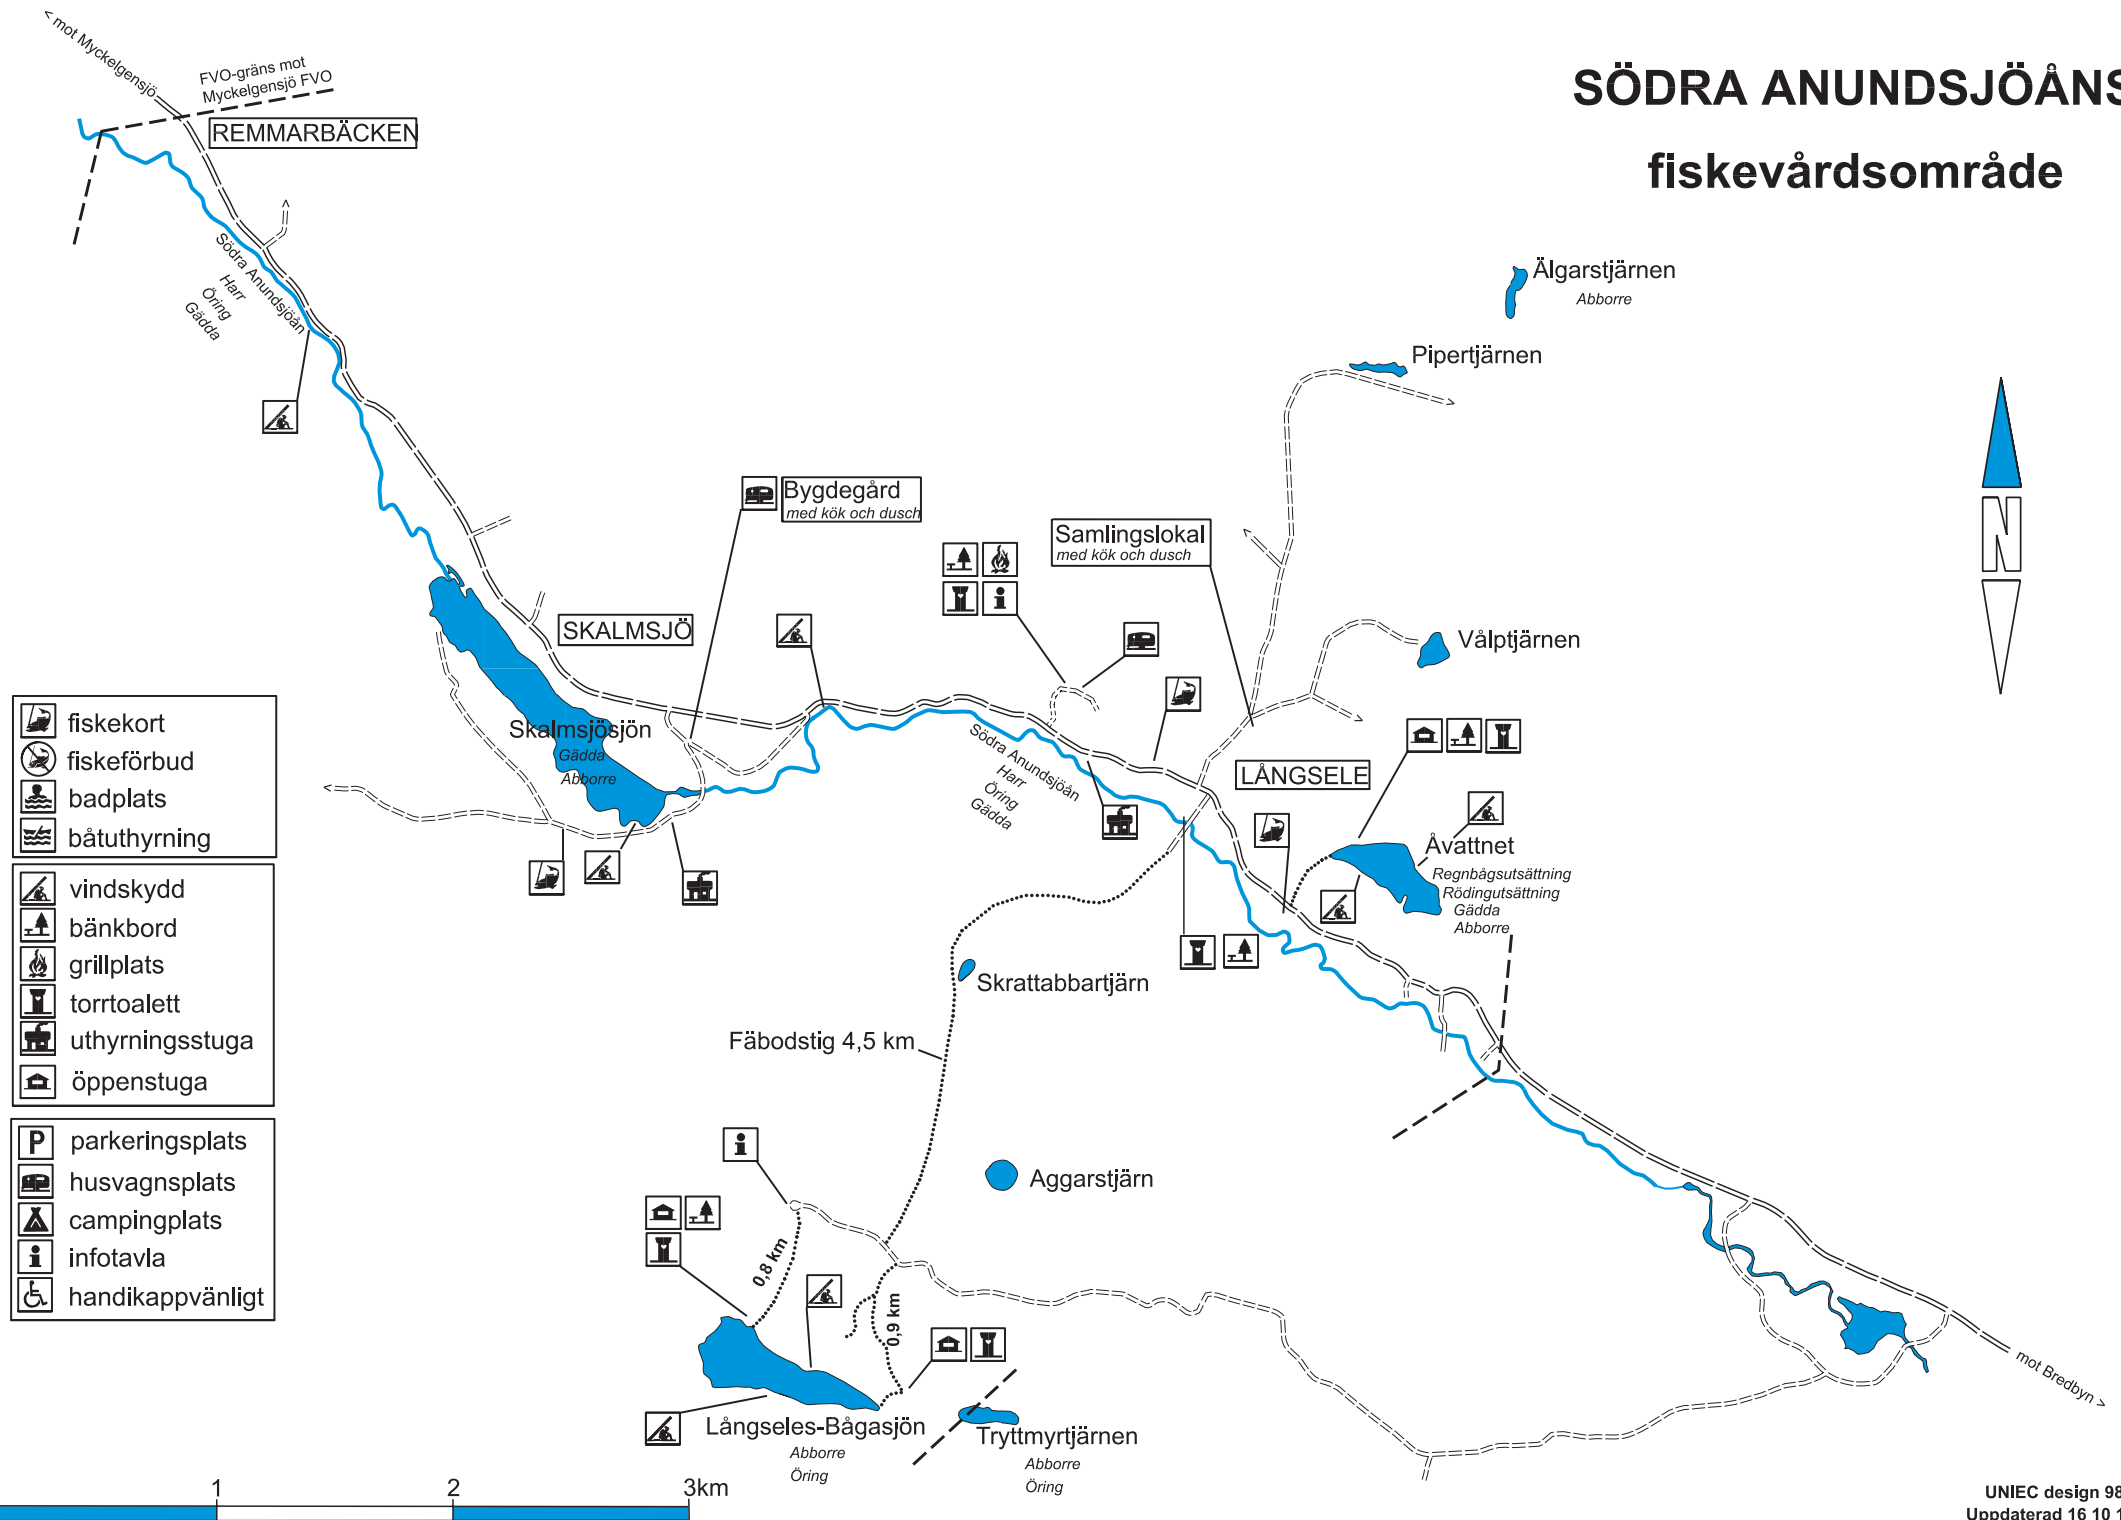 SÖDRA ANUNDSJÖÅNS
fiskevårdsområde
< mot Myckelgensjö
FVO-gräns mot
Myckelgensjö FVO
REMMARBÄCKEN
Södra Anundsjöån
Harr
Öring
Gädda
Älgarstjärnen
Abborre
Pipertjärnen
N
Bygdegård
med kök och dusch
Samlingslokal
med kök och dusch
SKALMSJÖ
Vålptjärnen
Skalmsjösjön
Gädda
Abborre
Södra Anundsjöån
Harr
Öring
Gädda
LÅNGSELE
Åvattnet
Regnbågsutsättning
Rödingutsättning
Gädda
Abborre
fiskekort
fiskeförbud
badplats
båtuthyrning
vindskydd
bänkbord
grillplats
torrtoalett
uthyrningsstuga
öppenstuga
P parkeringsplats
husvagnsplats
campingplats
i infotavla
handikappvänligt
Skrattabbartjärn
Fäbodstig 4,5 km
Aggarstjärn
0,8 km
0,9 km
Långseles-Bågasjön
Abborre
Öring
Tryttmyrtjärnen
Abborre
Öring
mot Bredbyn >
1 2 3km
UNIEC design 98
Uppdaterad 16 10 1